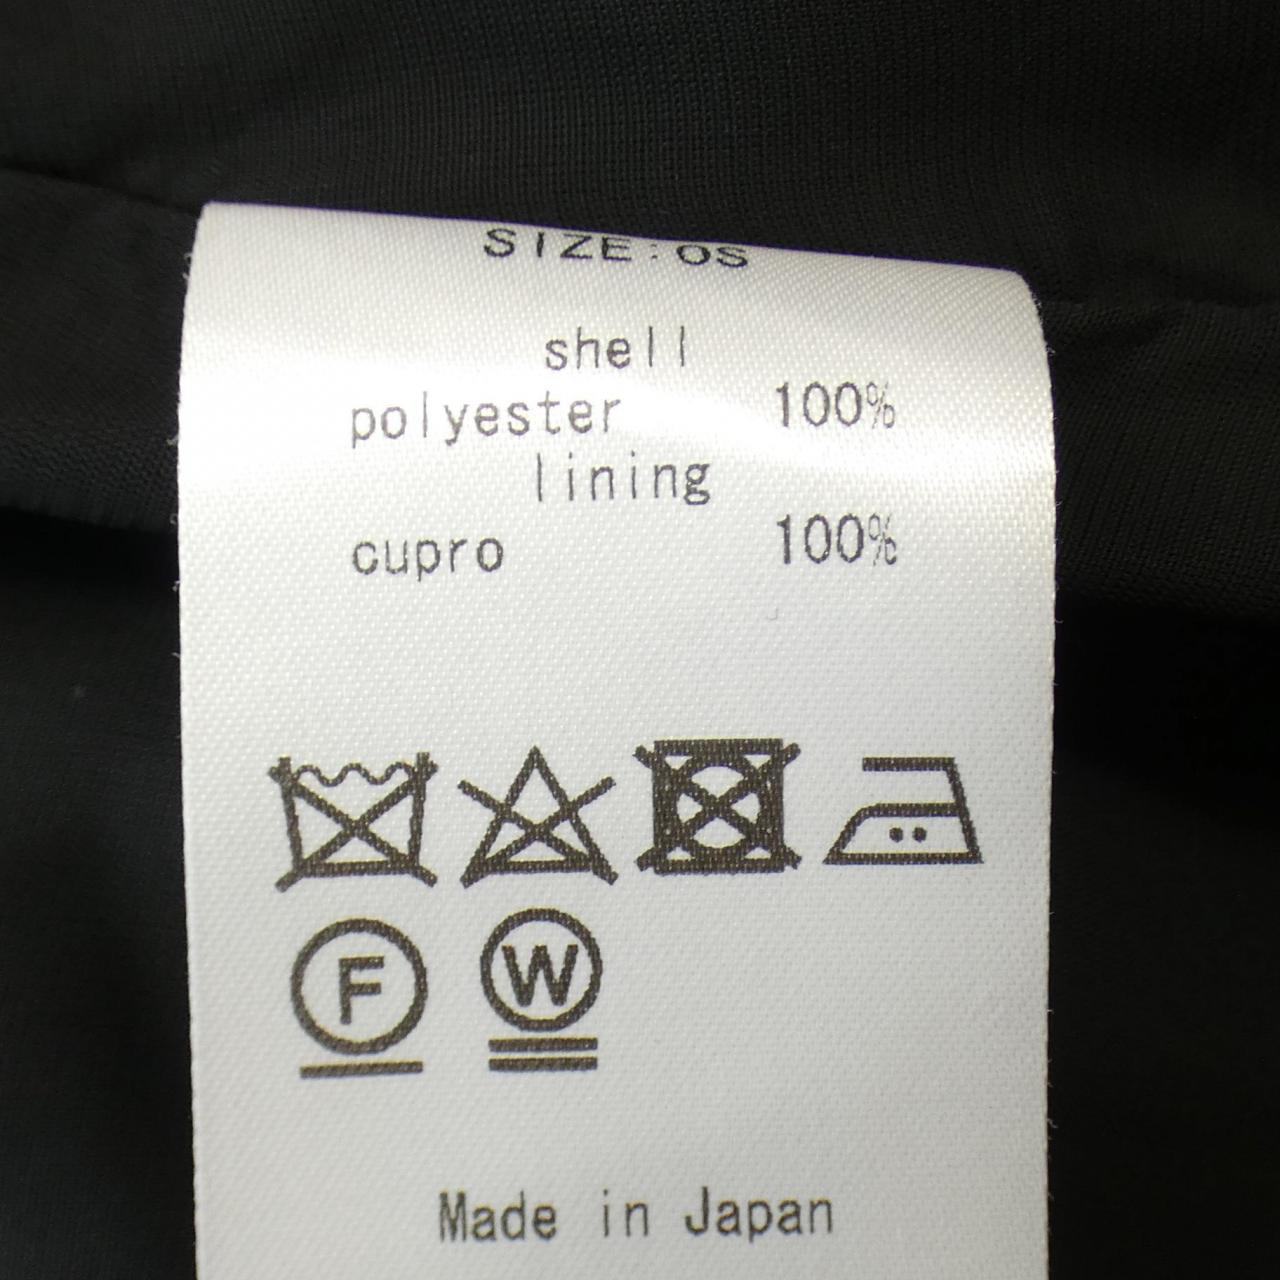 SIZE:OS
shell
polyester 100%
lining
cupro 100%
F W
Made in Japan